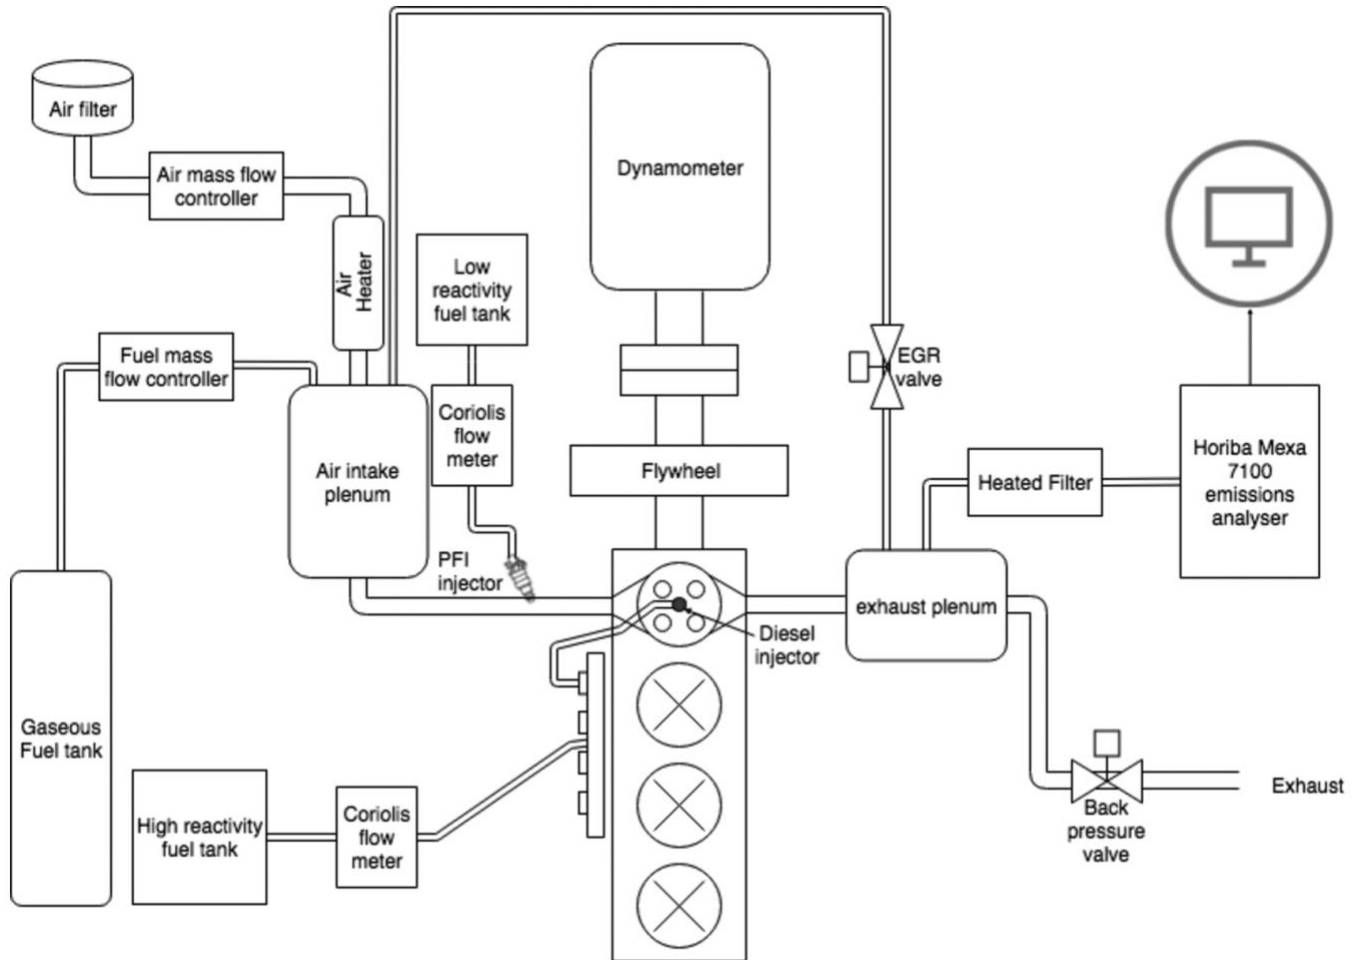 Air filter
Air mass flow
controller
Air
Heater
Dynamometer
Low
reactivity
fuel tank
Fuel mass
flow controller
EGR
valve
Coriolis
flow
meter
Air intake
plenum
Flywheel
Heated Filter
Horiba Mexa
7100
emissions
analyser
PFI
injector
exhaust plenum
Diesel
injector
Gaseous
Fuel tank
High reactivity
fuel tank
Coriolis
flow
meter
Back
pressure
valve
Exhaust